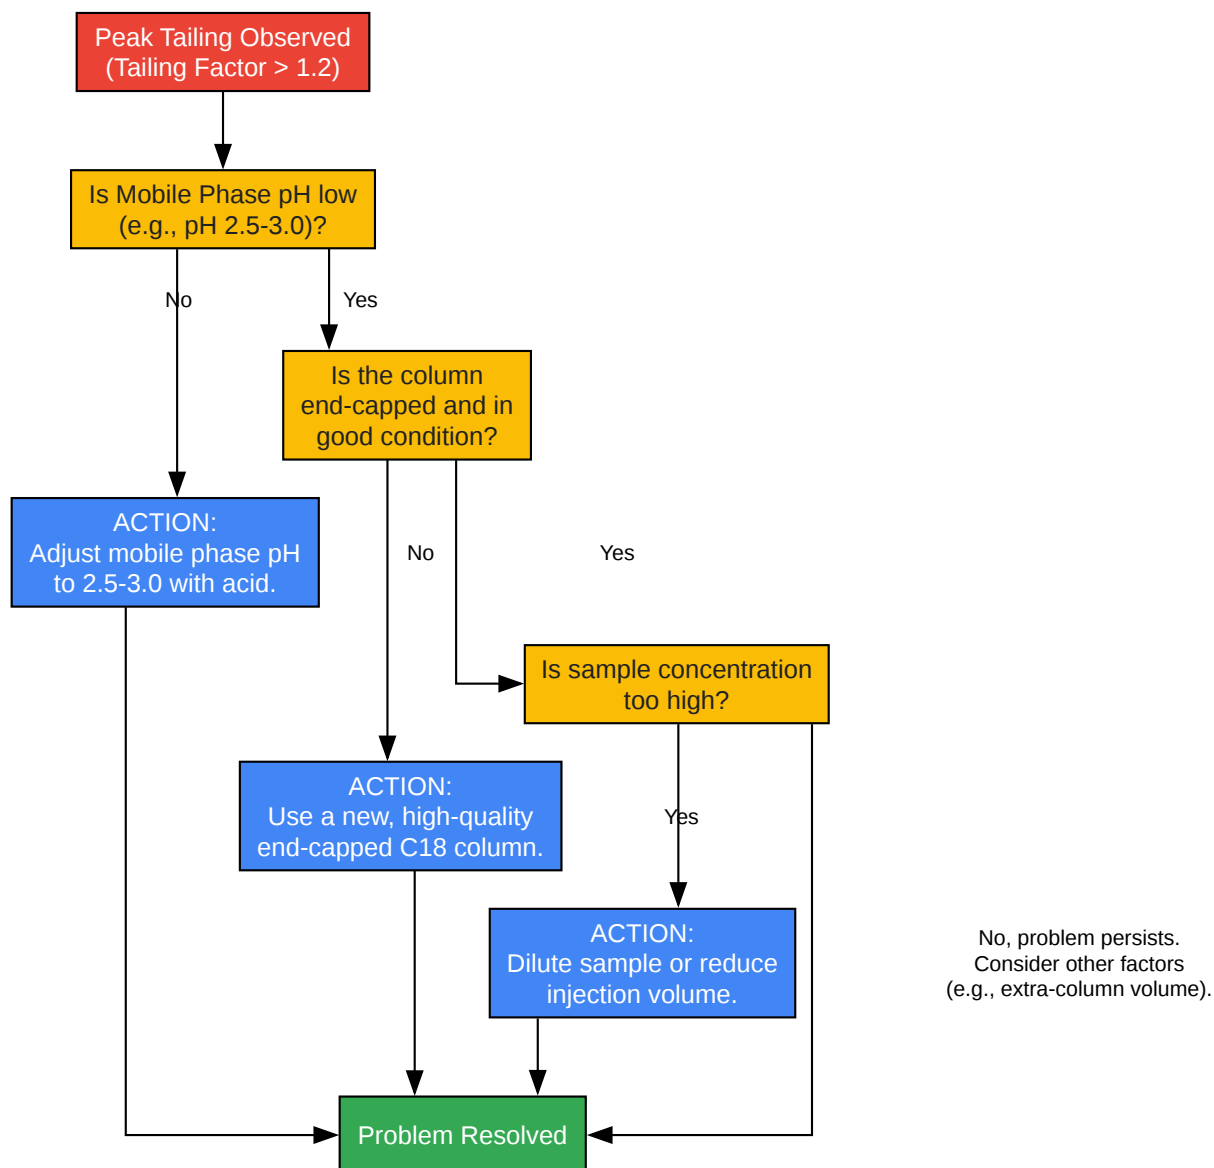 Peak Tailing Observed
(Tailing Factor > 1.2)
Is Mobile Phase pH low
(e.g., pH 2.5-3.0)?
No
Yes
Is the column
end-capped and in
good condition?
ACTION:
Adjust mobile phase pH
to 2.5-3.0 with acid.
No
Yes
Is sample concentration
too high?
ACTION:
Use a new, high-quality
end-capped C18 column.
Yes
ACTION:
Dilute sample or reduce
injection volume.
No, problem persists.
Consider other factors
(e.g., extra-column volume).
Problem Resolved